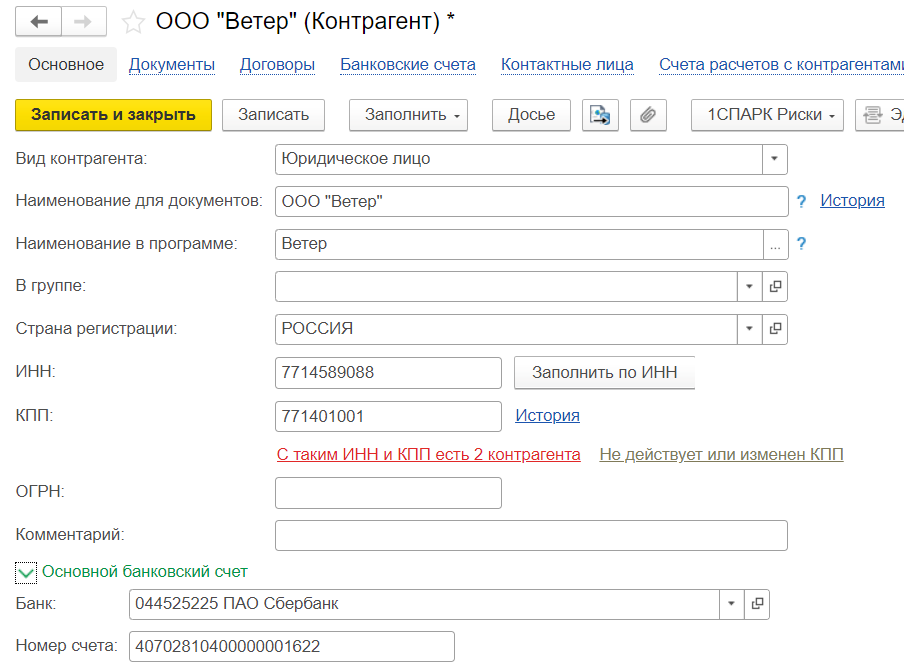 ООО "Ветер" (Контрагент) *
Основное Документы Договоры Банковские счета Контактные лица Счета расчетов с контрагентами
Записать и закрыть Записать Заполнить Досье 1СПАРК Риски
Вид контрагента: Юридическое лицо
Наименование для документов: ООО "Ветер" ? История
Наименование в программе: Ветер ... ?
В группе:
Страна регистрации: РОССИЯ
ИНН: 7714589088 Заполнить по ИНН
КПП: 771401001 История
С таким ИНН и КПП есть 2 контрагента Не действует или изменен КПП
ОГРН:
Комментарий:
Основной банковский счет
Банк: 044525225 ПАО Сбербанк
Номер счета: 40702810400000001622